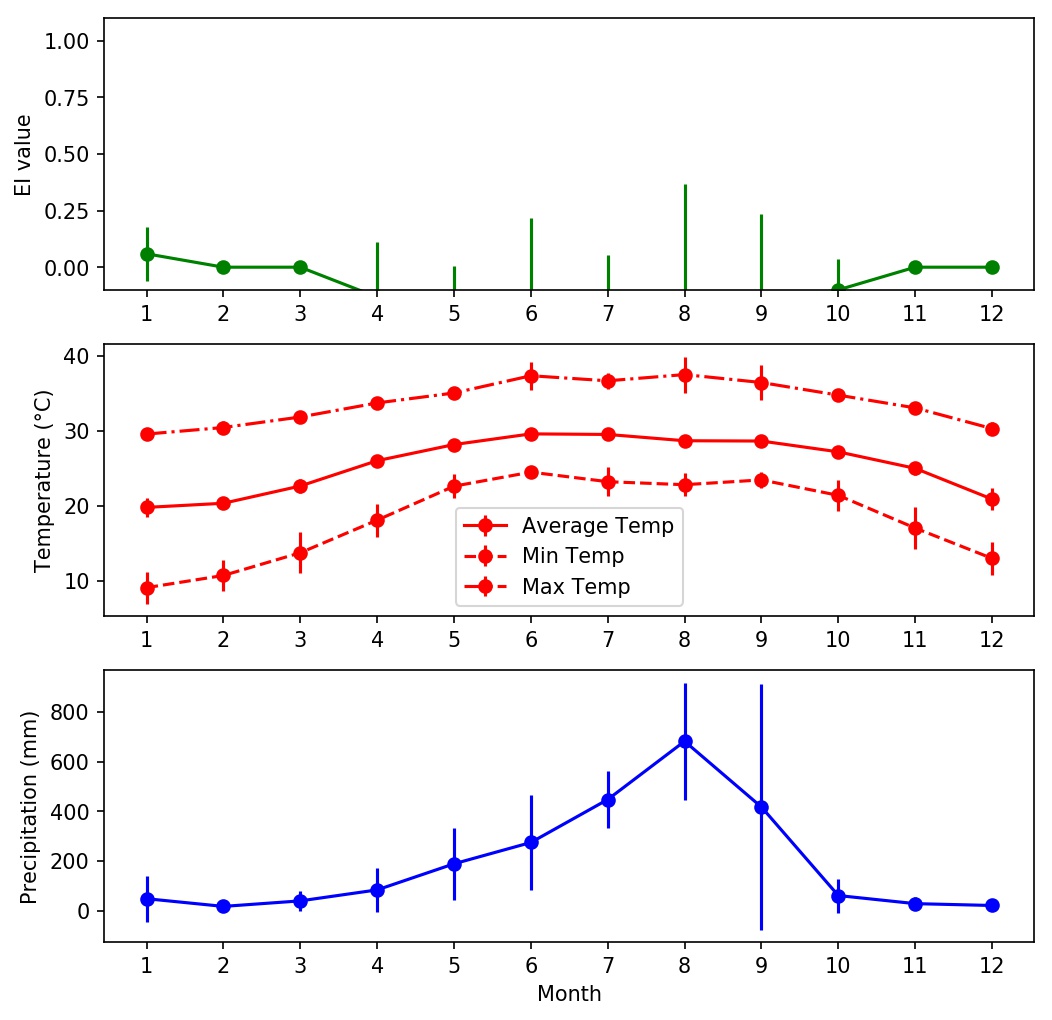 EI value
1.00
0.75
0.50
0.25
0.00
1 2 3 4 5 6 7 8 9 10 11 12
Temperature (°C)
40
30
20
10
Average Temp
Min Temp
Max Temp
1 2 3 4 5 6 7 8 9 10 11 12
Precipitation (mm)
800
600
400
200
0
1 2 3 4 5 6 7 8 9 10 11 12
Month